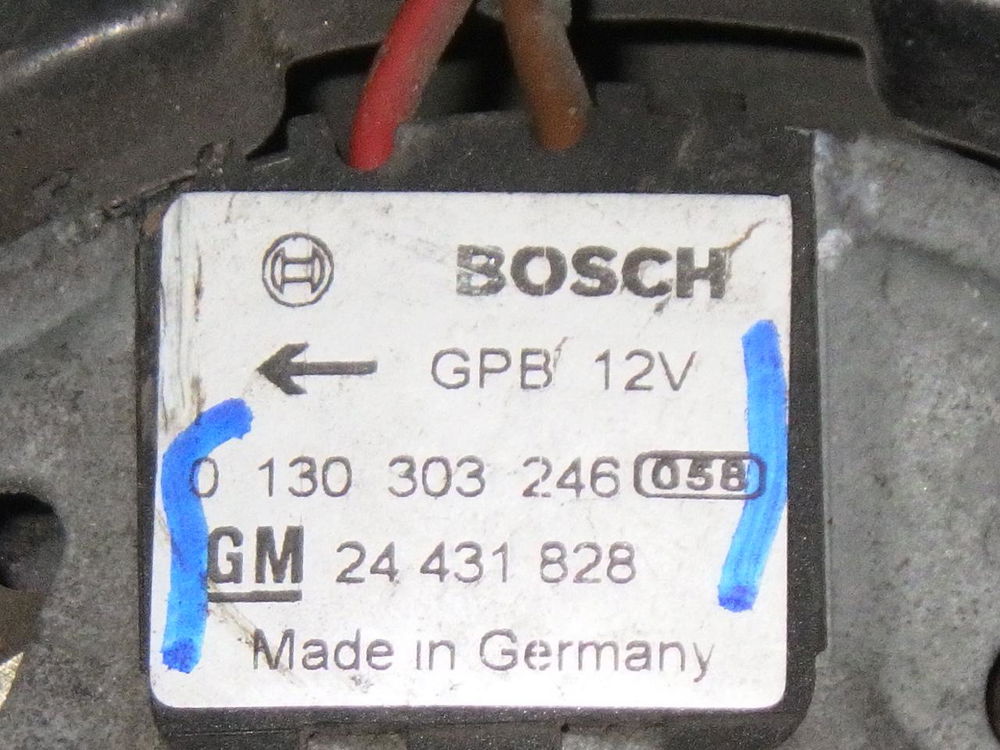 BOSCH
GPB 12V
0 130 303 246 058
GM 24 431 828
Made in Germany